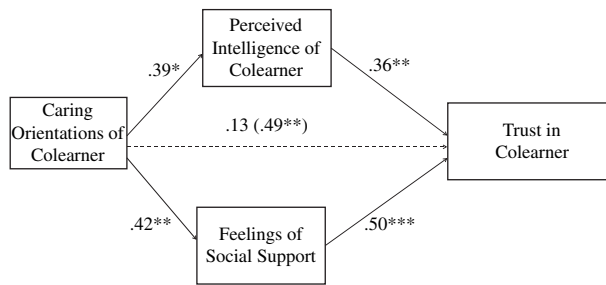 Perceived
Intelligence of
Colearner
.39*
.36**
Caring
Orientations of
Colearner
.13 (.49**)
Trust in
Colearner
.42**
.50***
Feelings of
Social Support